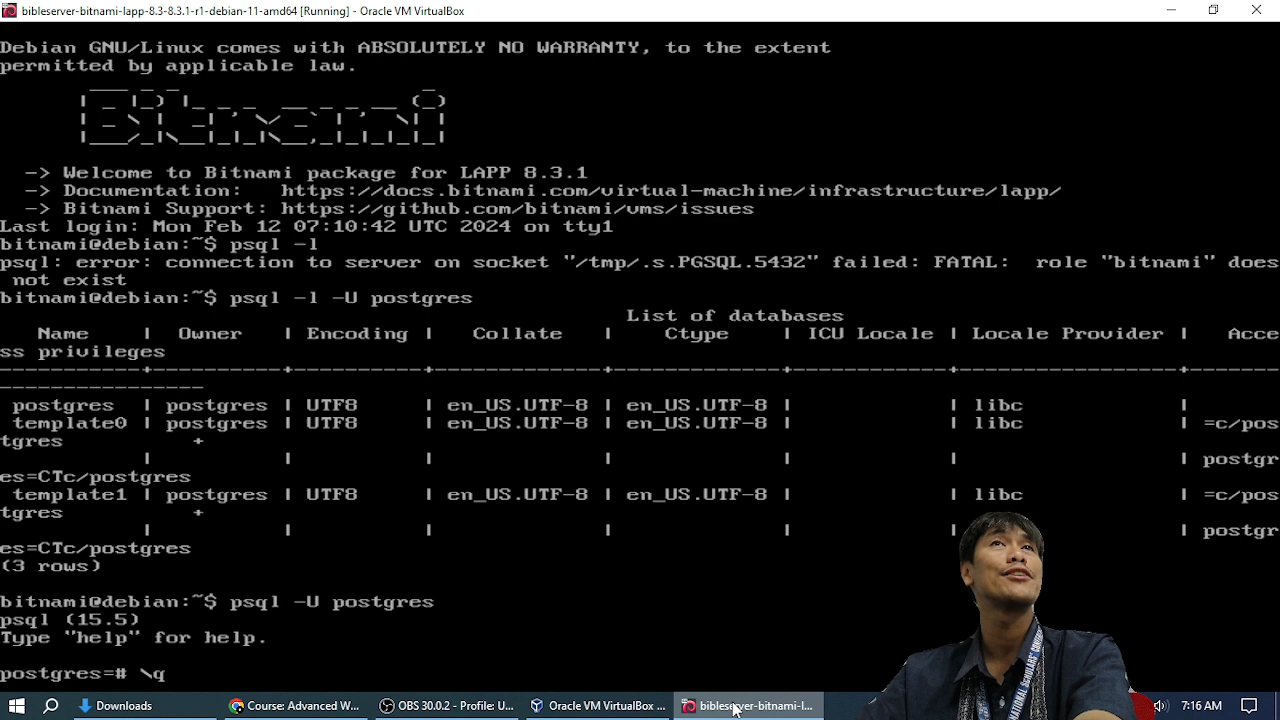 bibleserver-bitnami-lapp-8.3-8.3.1-r1-debian-11-amd64 [Running] - Oracle VM VirtualBox
Debian GNU/Linux comes with ABSOLUTELY NO WARRANTY, to the extent
permitted by applicable law.
Bitnami
-> Welcome to Bitnami package for LAPP 8.3.1
-> Documentation:   https://docs.bitnami.com/virtual-machine/infrastructure/lapp/
-> Bitnami Support: https://github.com/bitnami/vms/issues
Last login: Mon Feb 12 07:10:42 UTC 2024 on tty1
bitnami@debian:~$ psql -l
psql: error: connection to server on socket "/tmp/.s.PGSQL.5432" failed: FATAL:  role "bitnami" does
 not exist
bitnami@debian:~$ psql -l -U postgres
List of databases
Name | Owner | Encoding | Collate | Ctype | ICU Locale | Locale Provider | Acce
ss privileges
-----------+----------+----------+-------------+-------------+------------+-----------------+-------
----------------
postgres | postgres | UTF8 | en_US.UTF-8 | en_US.UTF-8 | | libc |
template0 | postgres | UTF8 | en_US.UTF-8 | en_US.UTF-8 | | libc | =c/pos
tgres +
| | | | | | | postgr
es=CTc/postgres
template1 | postgres | UTF8 | en_US.UTF-8 | en_US.UTF-8 | | libc | =c/pos
tgres +
| | | | | | | postgr
es=CTc/postgres
(3 rows)
bitnami@debian:~$ psql -U postgres
psql (15.5)
Type "help" for help.
postgres=# \q
Downloads
Course: Advanced W...
OBS 30.0.2 - Profile: U...
Oracle VM VirtualBox ...
bibleserver-bitnami-l...
7:16 AM